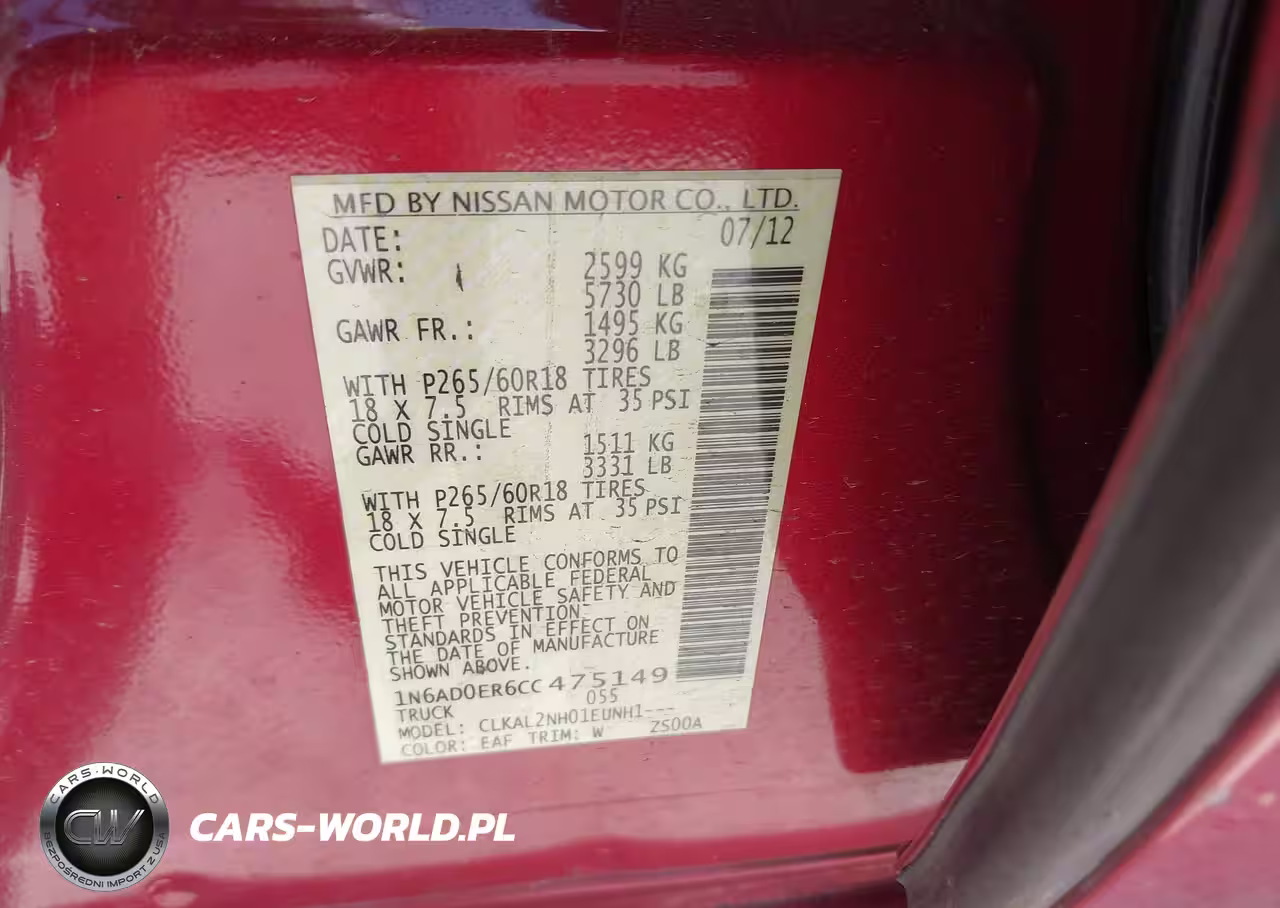 MFD BY NISSAN MOTOR CO., LTD.
DATE: 07/12
GVWR: 2599 KG
5730 LB
GAWR FR.: 1495 KG
3296 LB
WITH P265/60R18 TIRES
18 X 7.5 RIMS AT 35 PSI
COLD SINGLE
GAWR RR.: 1511 KG
3331 LB
WITH P265/60R18 TIRES
18 X 7.5 RIMS AT 35 PSI
COLD SINGLE
THIS VEHICLE CONFORMS TO
ALL APPLICABLE FEDERAL
MOTOR VEHICLE SAFETY AND
THEFT PREVENTION
STANDARDS IN EFFECT ON
THE DATE OF MANUFACTURE
SHOWN ABOVE.
1N6AD0ER6CC475149
TRUCK 055
MODEL: CLKAL2NH01EUNH1---
COLOR: EAF TRIM: W ZS00A
CARS-WORLD
CW
BEZPOŚREDNI IMPORT Z USA
CARS-WORLD.PL